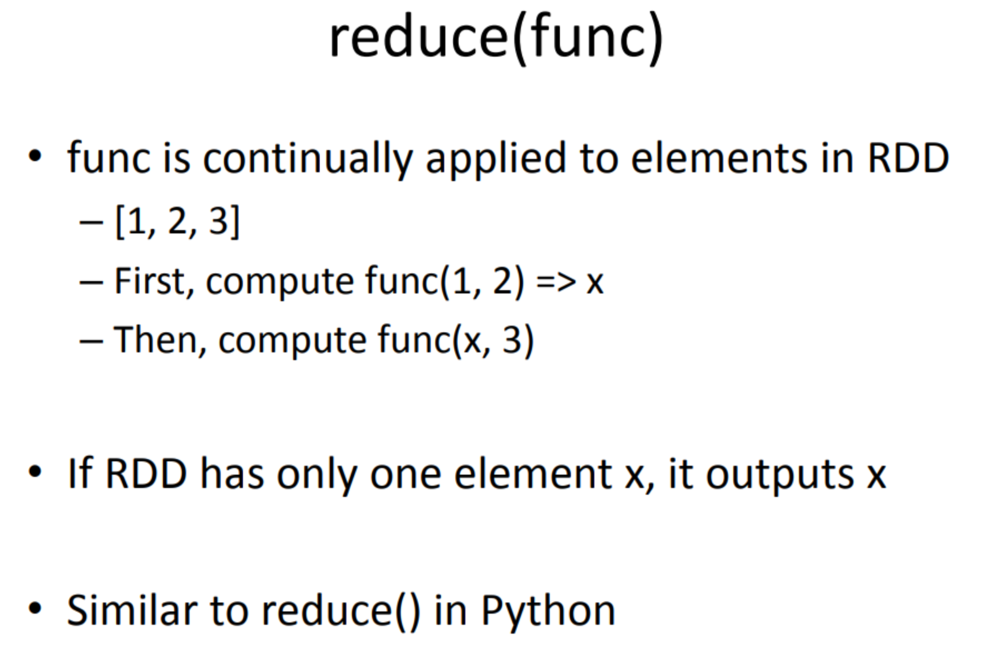 reduce(func)
• func is continually applied to elements in RDD
– [1, 2, 3]
– First, compute func(1, 2) => x
– Then, compute func(x, 3)
• If RDD has only one element x, it outputs x
• Similar to reduce() in Python